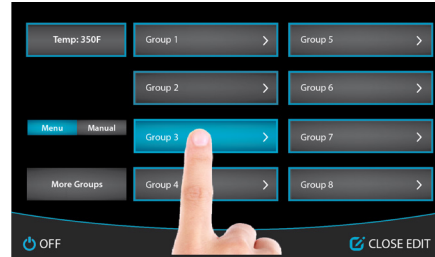 Temp: 350F
Group 1
Group 5
Group 2
Group 6
Menu Manual
Group 3
Group 7
More Groups
Group 4
Group 8
OFF
CLOSE EDIT